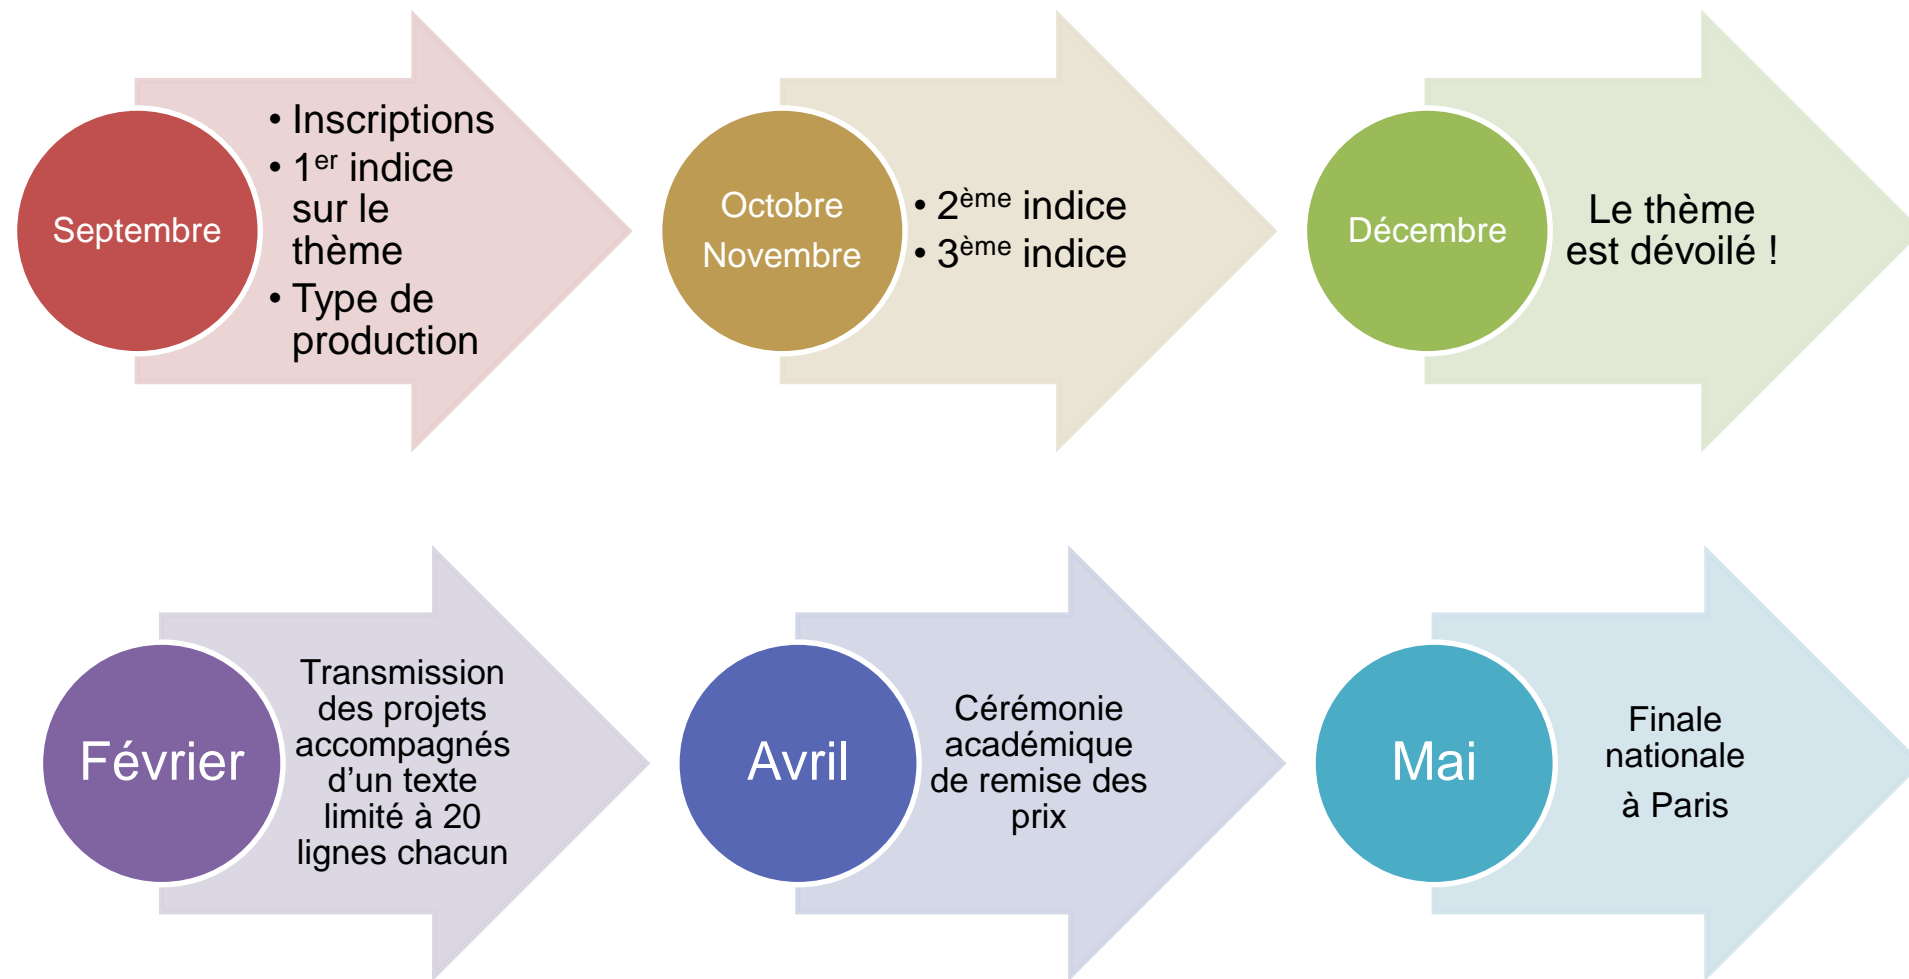 Septembre
• Inscriptions
• 1er indice
sur le
thème
• Type de
production
Octobre
Novembre
• 2ème indice
• 3ème indice
Décembre
Le thème
est dévoilé !
Février
Transmission
des projets
accompagnés
d’un texte
limité à 20
lignes chacun
Avril
Cérémonie
académique
de remise des
prix
Mai
Finale
nationale
à Paris